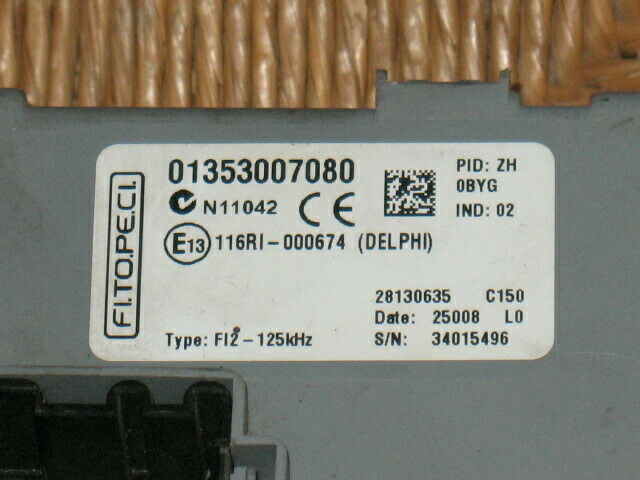 FI.TO.PE.CI.
01353007080
N11042 CE
E13 116RI-000674 (DELPHI)
PID: ZH
0BYG
IND: 02
28130635 C150
Date: 25008 L0
Type: FI2-125kHz
S/N: 34015496